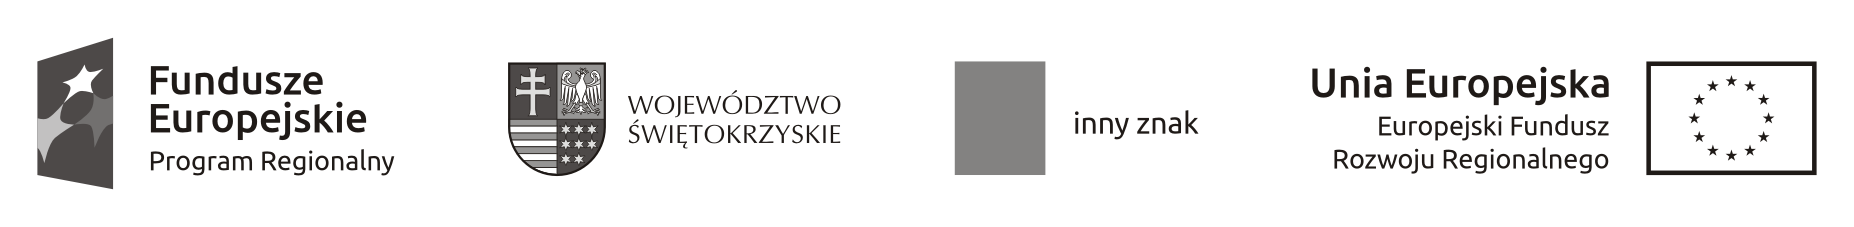 Fundusze
Europejskie
Program Regionalny
WOJEWÓDZTWO
ŚWIĘTOKRZYSKIE
inny znak
Unia Europejska
Europejski Fundusz
Rozwoju Regionalnego